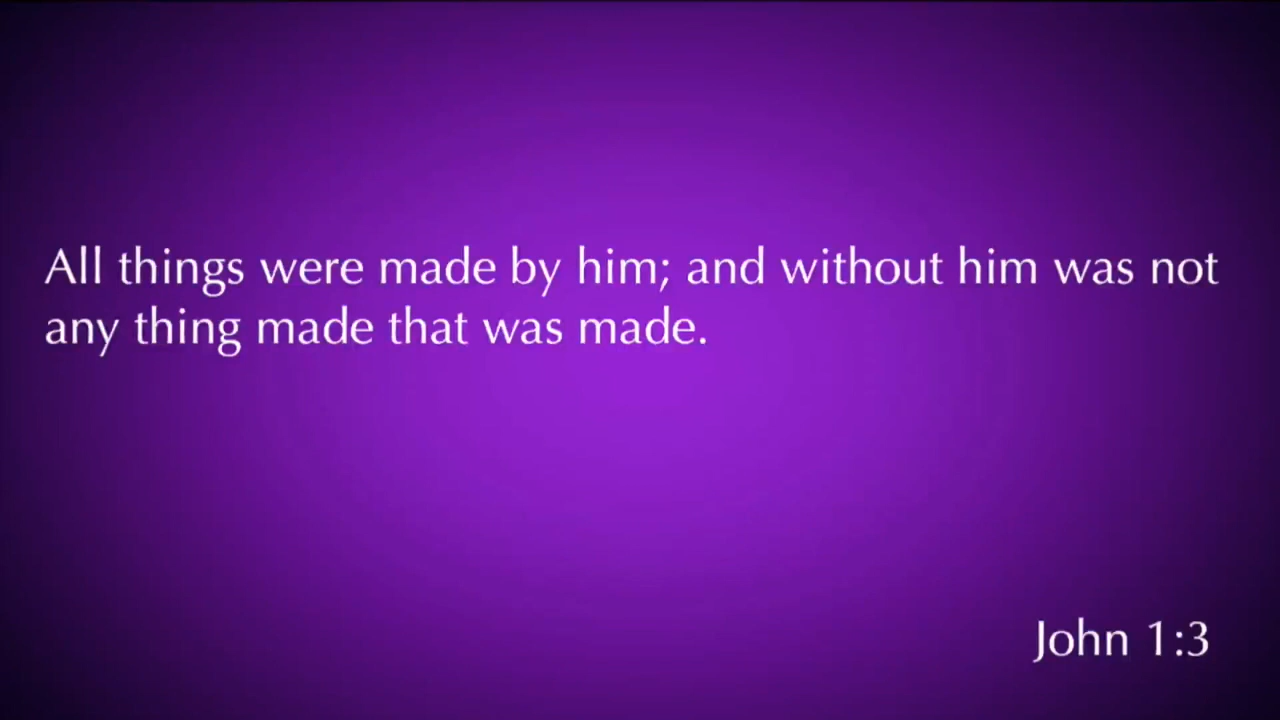 All things were made by him; and without him was not
any thing made that was made.
John 1:3